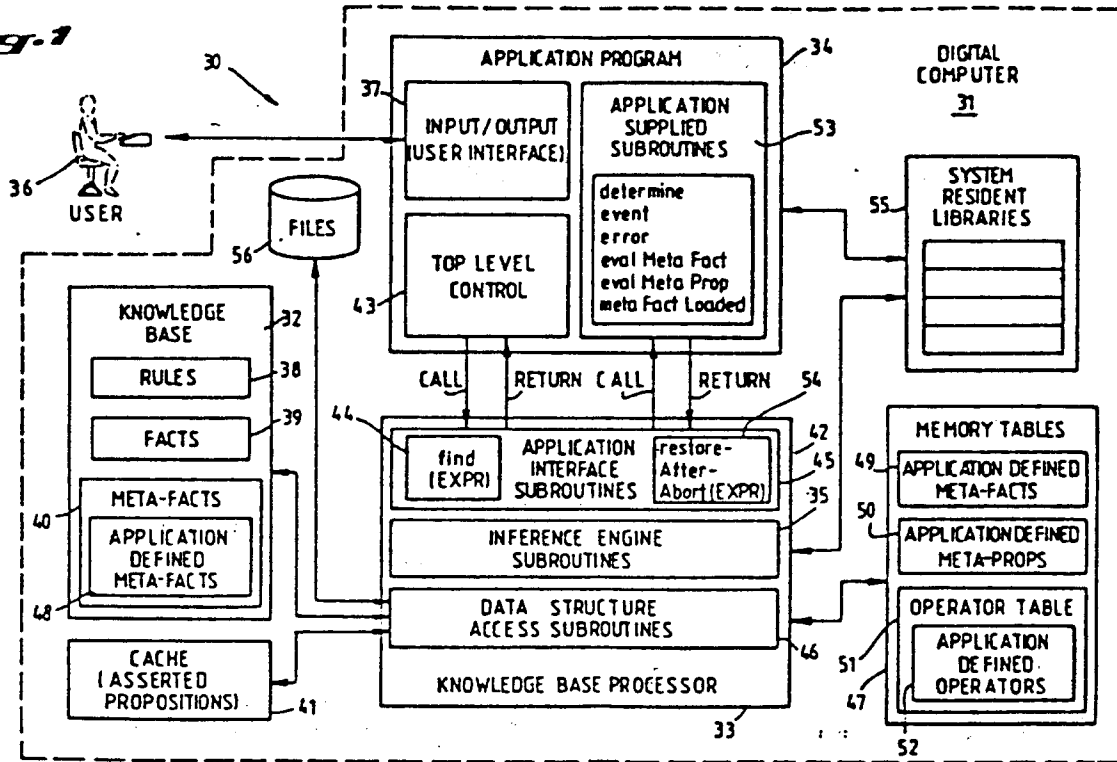 Fig. 1
30
36
USER
56
FILES
APPLICATION PROGRAM
34
37
INPUT/OUTPUT
(USER INTERFACE)
43
TOP LEVEL
CONTROL
APPLICATION
SUPPLIED
SUBROUTINES
53
determine
event
error
eval Meta Fact
eval Meta Prop
meta Fact Loaded
DIGITAL
COMPUTER
31
55
SYSTEM
RESIDENT
LIBRARIES
KNOWLEDGE
BASE
32
RULES
38
FACTS
39
40
META-FACTS
APPLICATION
DEFINED
META-FACTS
48
CACHE
(ASSERTED
PROPOSITIONS)
41
CALL
RETURN
CALL
RETURN
54
44
find
(EXPR)
APPLICATION
INTERFACE
SUBROUTINES
restore-
After-
Abort(EXPR)
42
45
35
INFERENCE ENGINE
SUBROUTINES
DATA STRUCTURE
ACCESS SUBROUTINES
46
KNOWLEDGE BASE PROCESSOR
33
MEMORY TABLES
49
APPLICATION DEFINED
META-FACTS
50
APPLICATION DEFINED
META-PROPS
OPERATOR TABLE
51
APPLICATION
DEFINED
OPERATORS
47
52